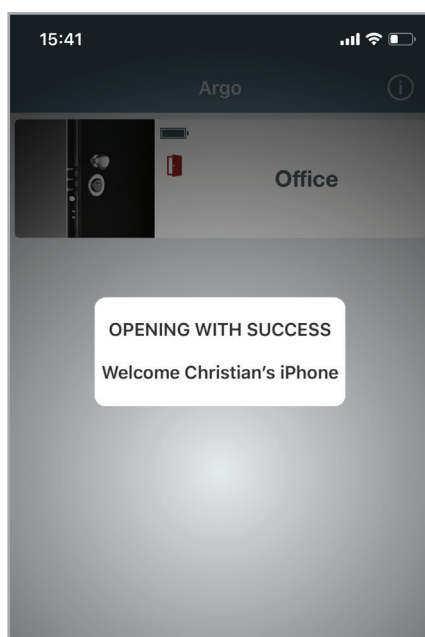 15:41
Argo
Office
OPENING WITH SUCCESS
Welcome Christian's iPhone